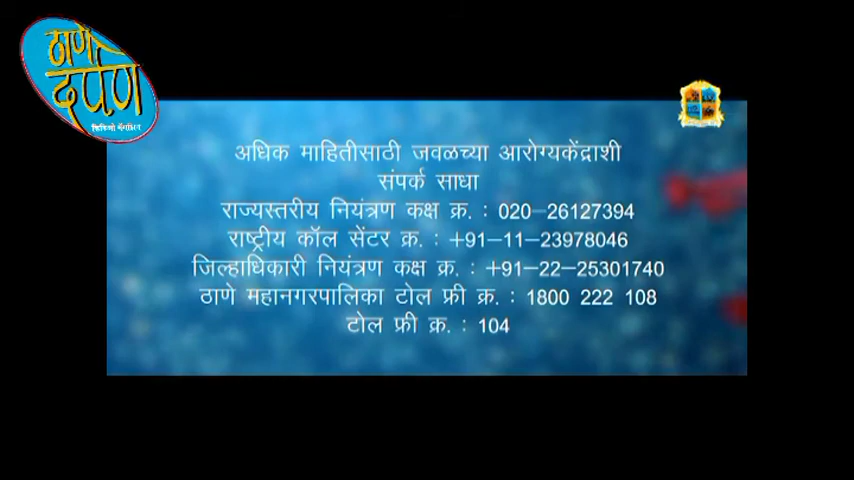 ठाणे
दर्पण
व्हिडिओ मॅगझिन
अधिक माहितीसाठी जवळच्या आरोग्यकेंद्राशी
संपर्क साधा
राज्यस्तरीय नियंत्रण कक्ष क्र. : 020–26127394
राष्ट्रीय कॉल सेंटर क्र. : +91–11–23978046
जिल्हाधिकारी नियंत्रण कक्ष क्र. : +91–22–25301740
ठाणे महानगरपालिका टोल फ्री क्र. : 1800 222 108
टोल फ्री क्र. : 104